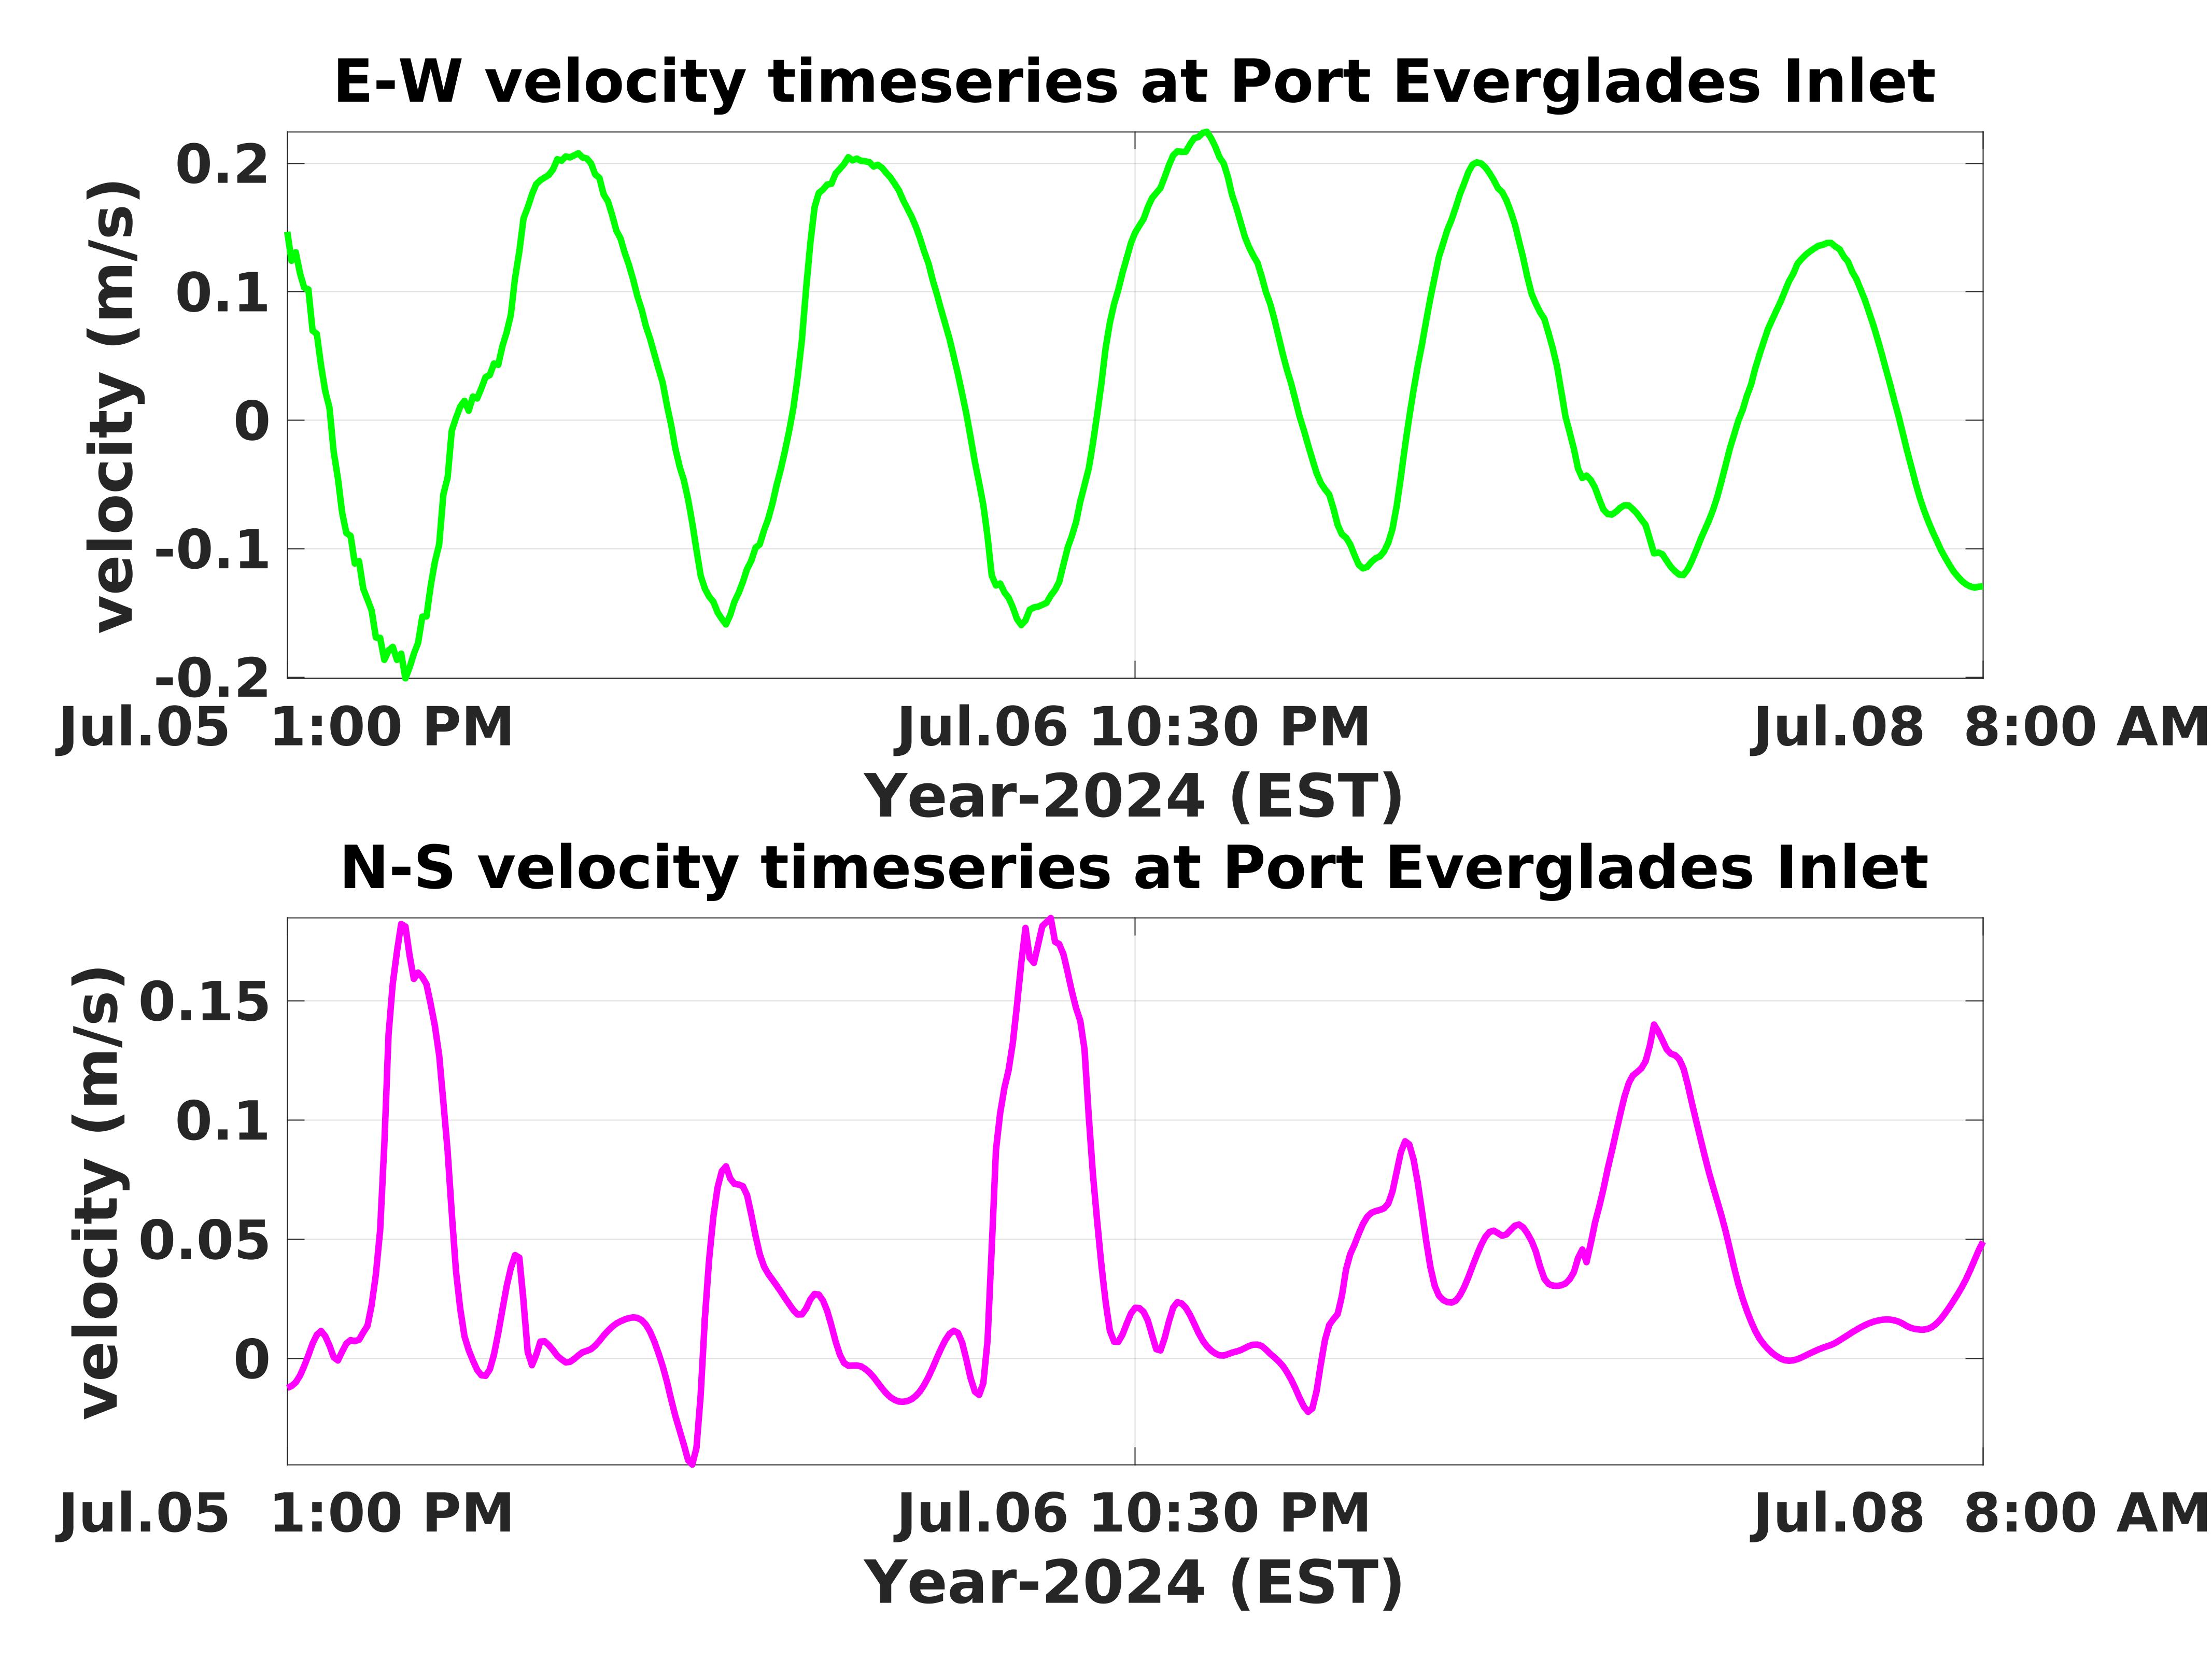 E-W velocity timeseries at Port Everglades Inlet
velocity (m/s)
0.2
0.1
0
-0.1
-0.2
Jul.05  1:00 PM Jul.06 10:30 PM Jul.08  8:00 AM
Year-2024 (EST)
N-S velocity timeseries at Port Everglades Inlet
velocity (m/s)
0.15
0.1
0.05
0
Jul.05  1:00 PM Jul.06 10:30 PM Jul.08  8:00 AM
Year-2024 (EST)